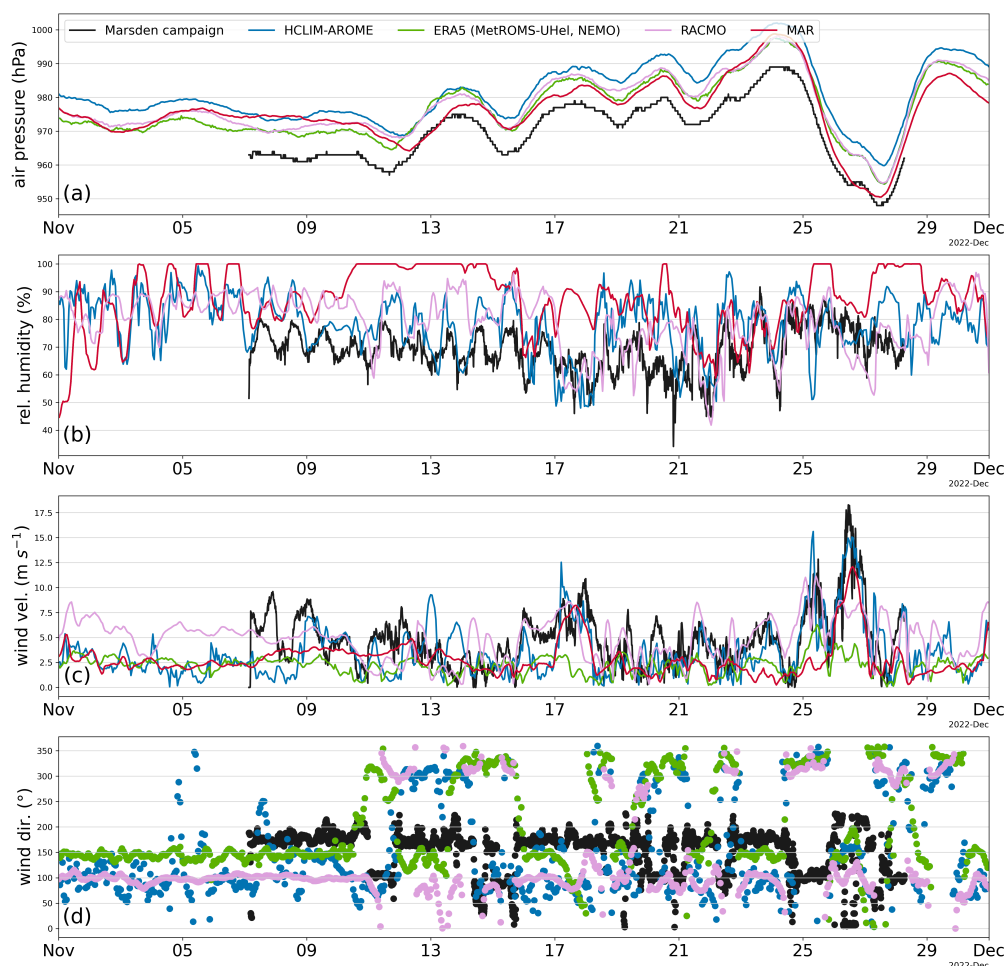 Marsden campaign HCLIM-AROME ERA5 (MetROMS-UHel, NEMO) RACMO MAR
air pressure (hPa)
1000
990
980
970
960
950
(a)
Nov 05 09 13 17 21 25 29 Dec
2022-Dec
rel. humidity (%)
100
90
80
70
60
50
40
(b)
Nov 05 09 13 17 21 25 29 Dec
2022-Dec
wind vel. (m s⁻¹)
17.5
15.0
12.5
10.0
7.5
5.0
2.5
0.0
(c)
Nov 05 09 13 17 21 25 29 Dec
2022-Dec
wind dir. (°)
350
300
250
200
150
100
50
0
(d)
Nov 05 09 13 17 21 25 29 Dec
2022-Dec